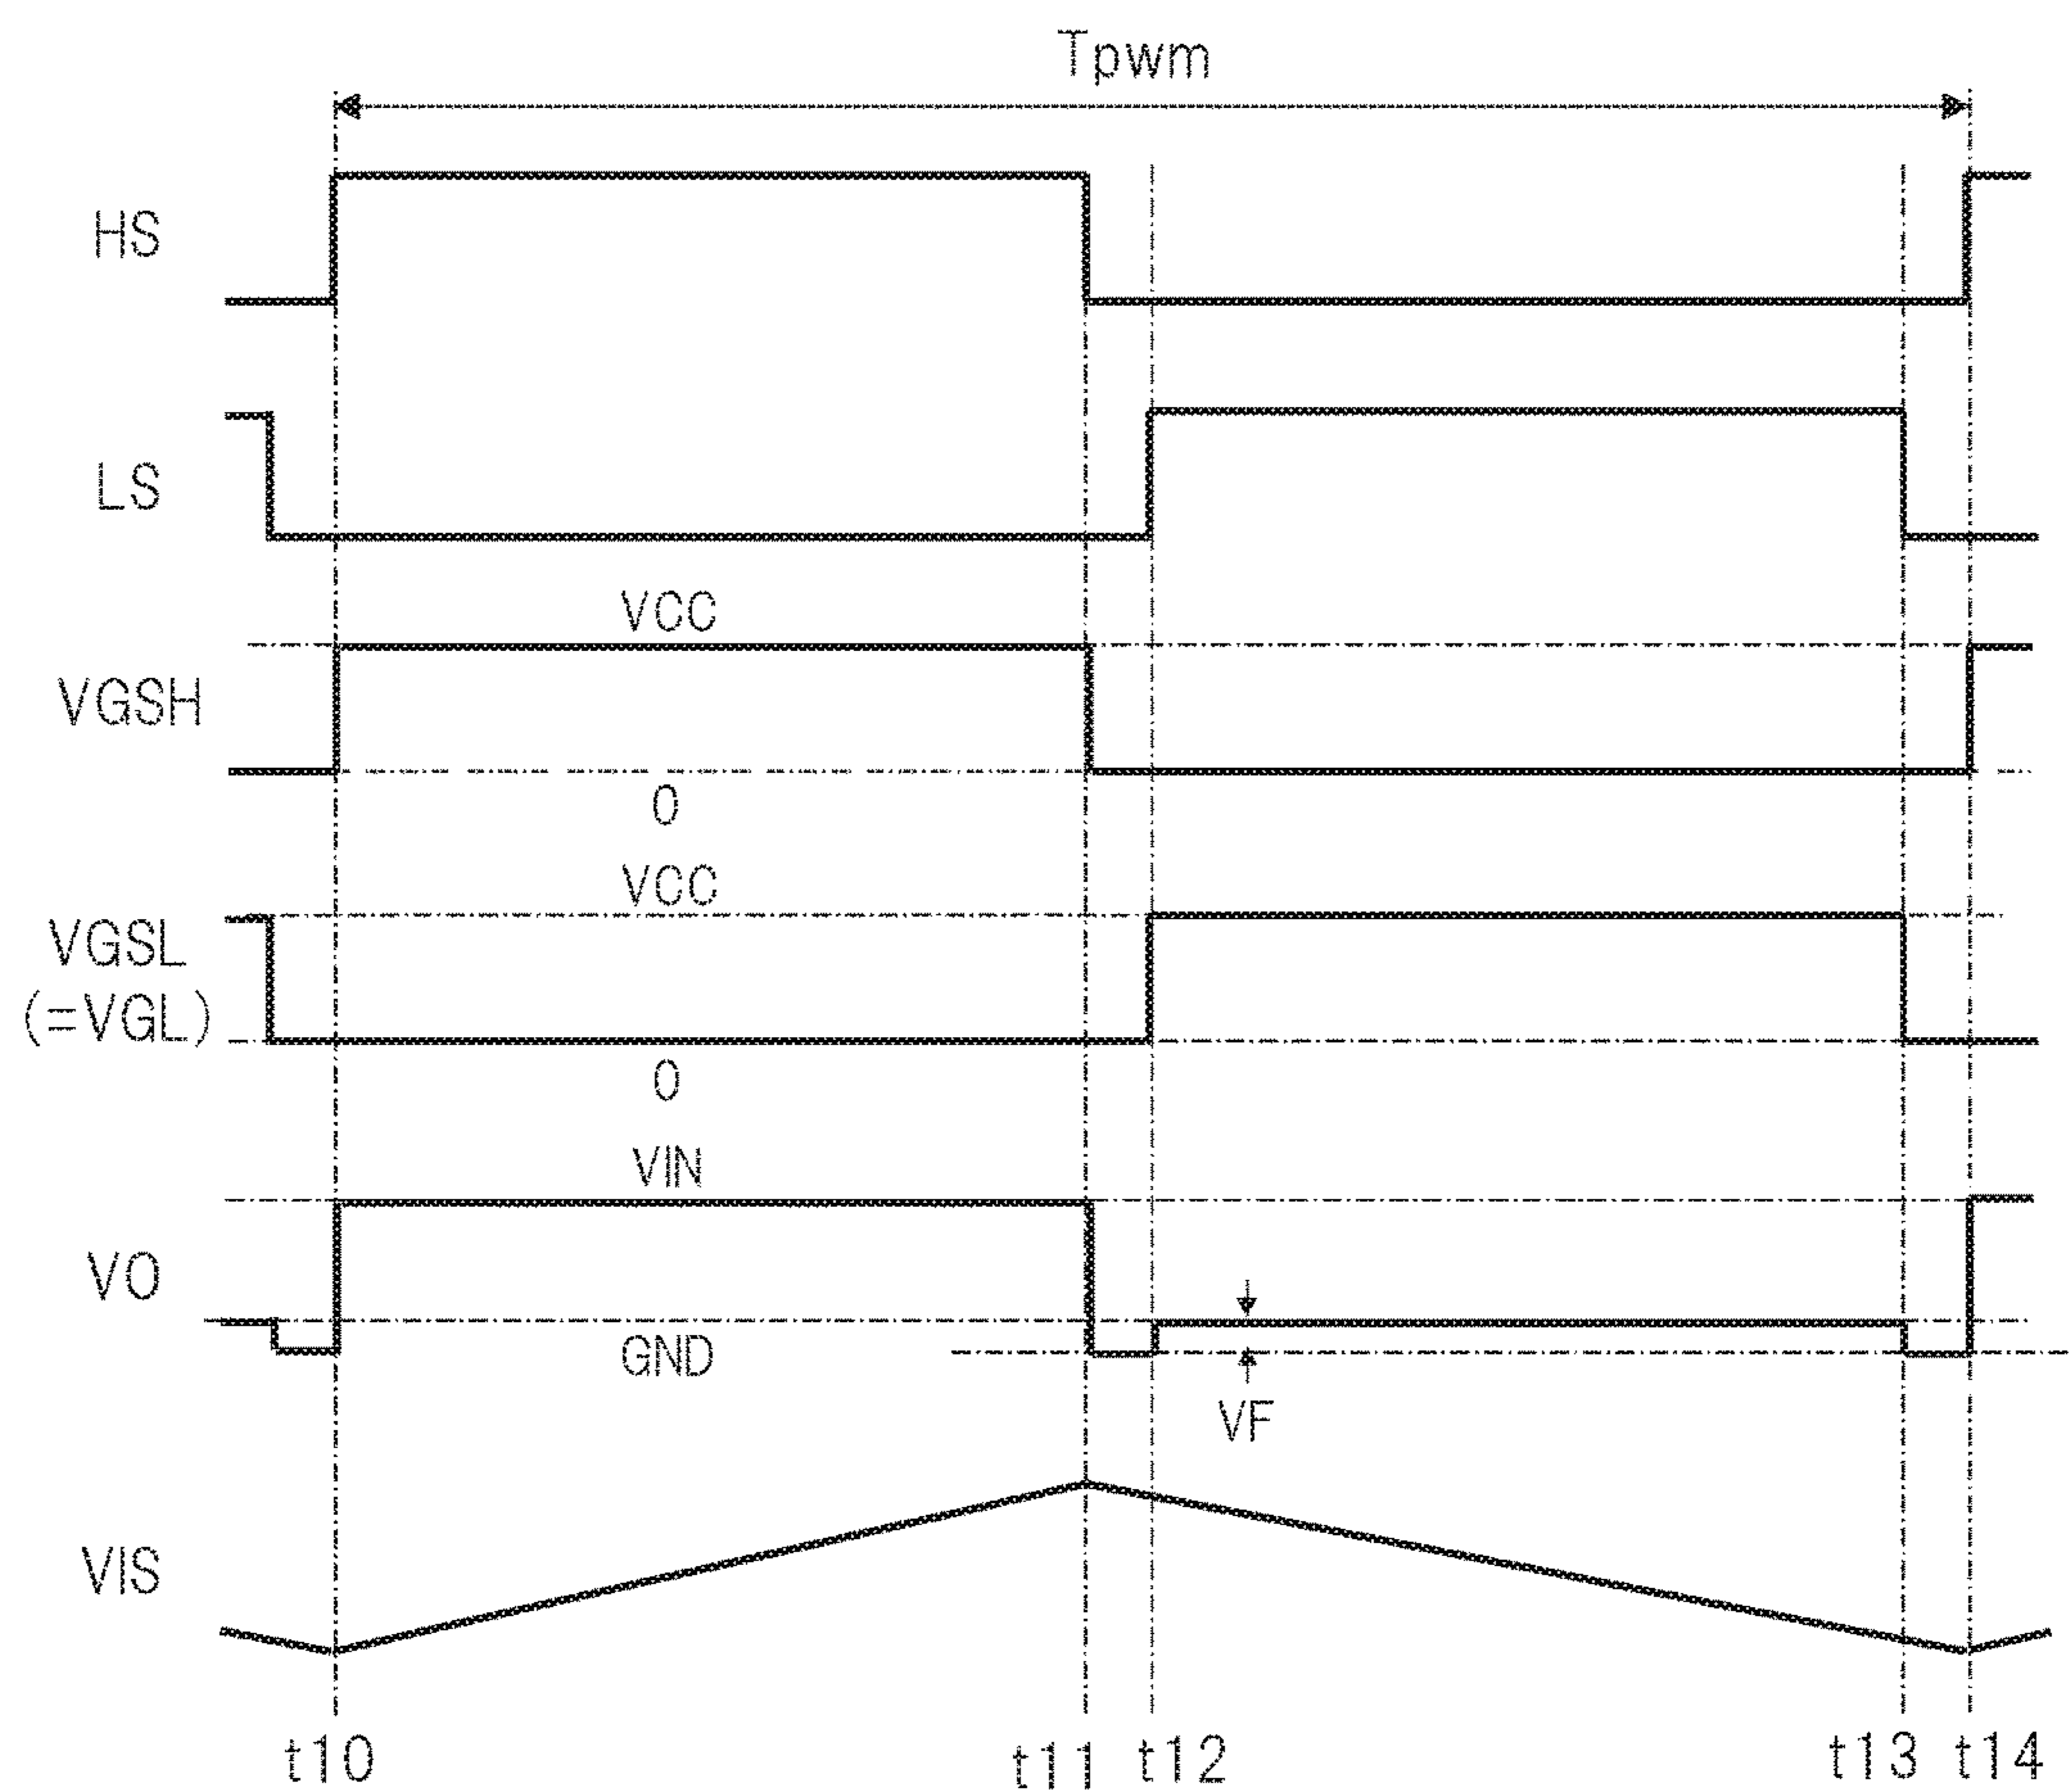 Tpwm
HS
LS
VCC
VGSH
0
VCC
VGSL
(=VGL)
0
VIN
VO
GND
VF
VIS
t10
t11
t12
t13
t14